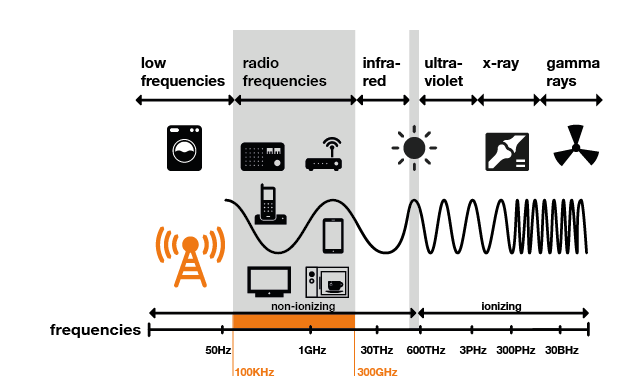 low
frequencies
radio
frequencies
infra-
red
ultra-
violet
x-ray
gamma
rays
non-ionizing
ionizing
frequencies
50Hz
1GHz
30THz
600THz
3PHz
300PHz
30BHz
100KHz
300GHz